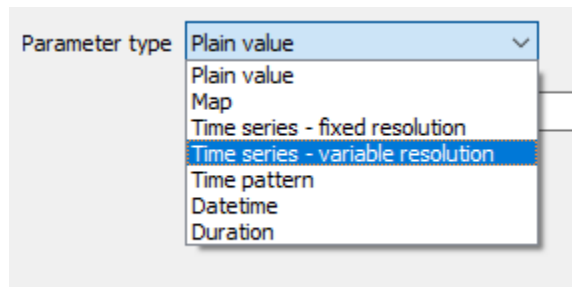 Parameter type Plain value
Plain value
Map
Time series - fixed resolution
Time series - variable resolution
Time pattern
Datetime
Duration